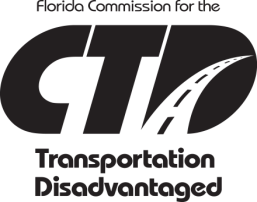 Florida Commission for the
CTD
Transportation
Disadvantaged